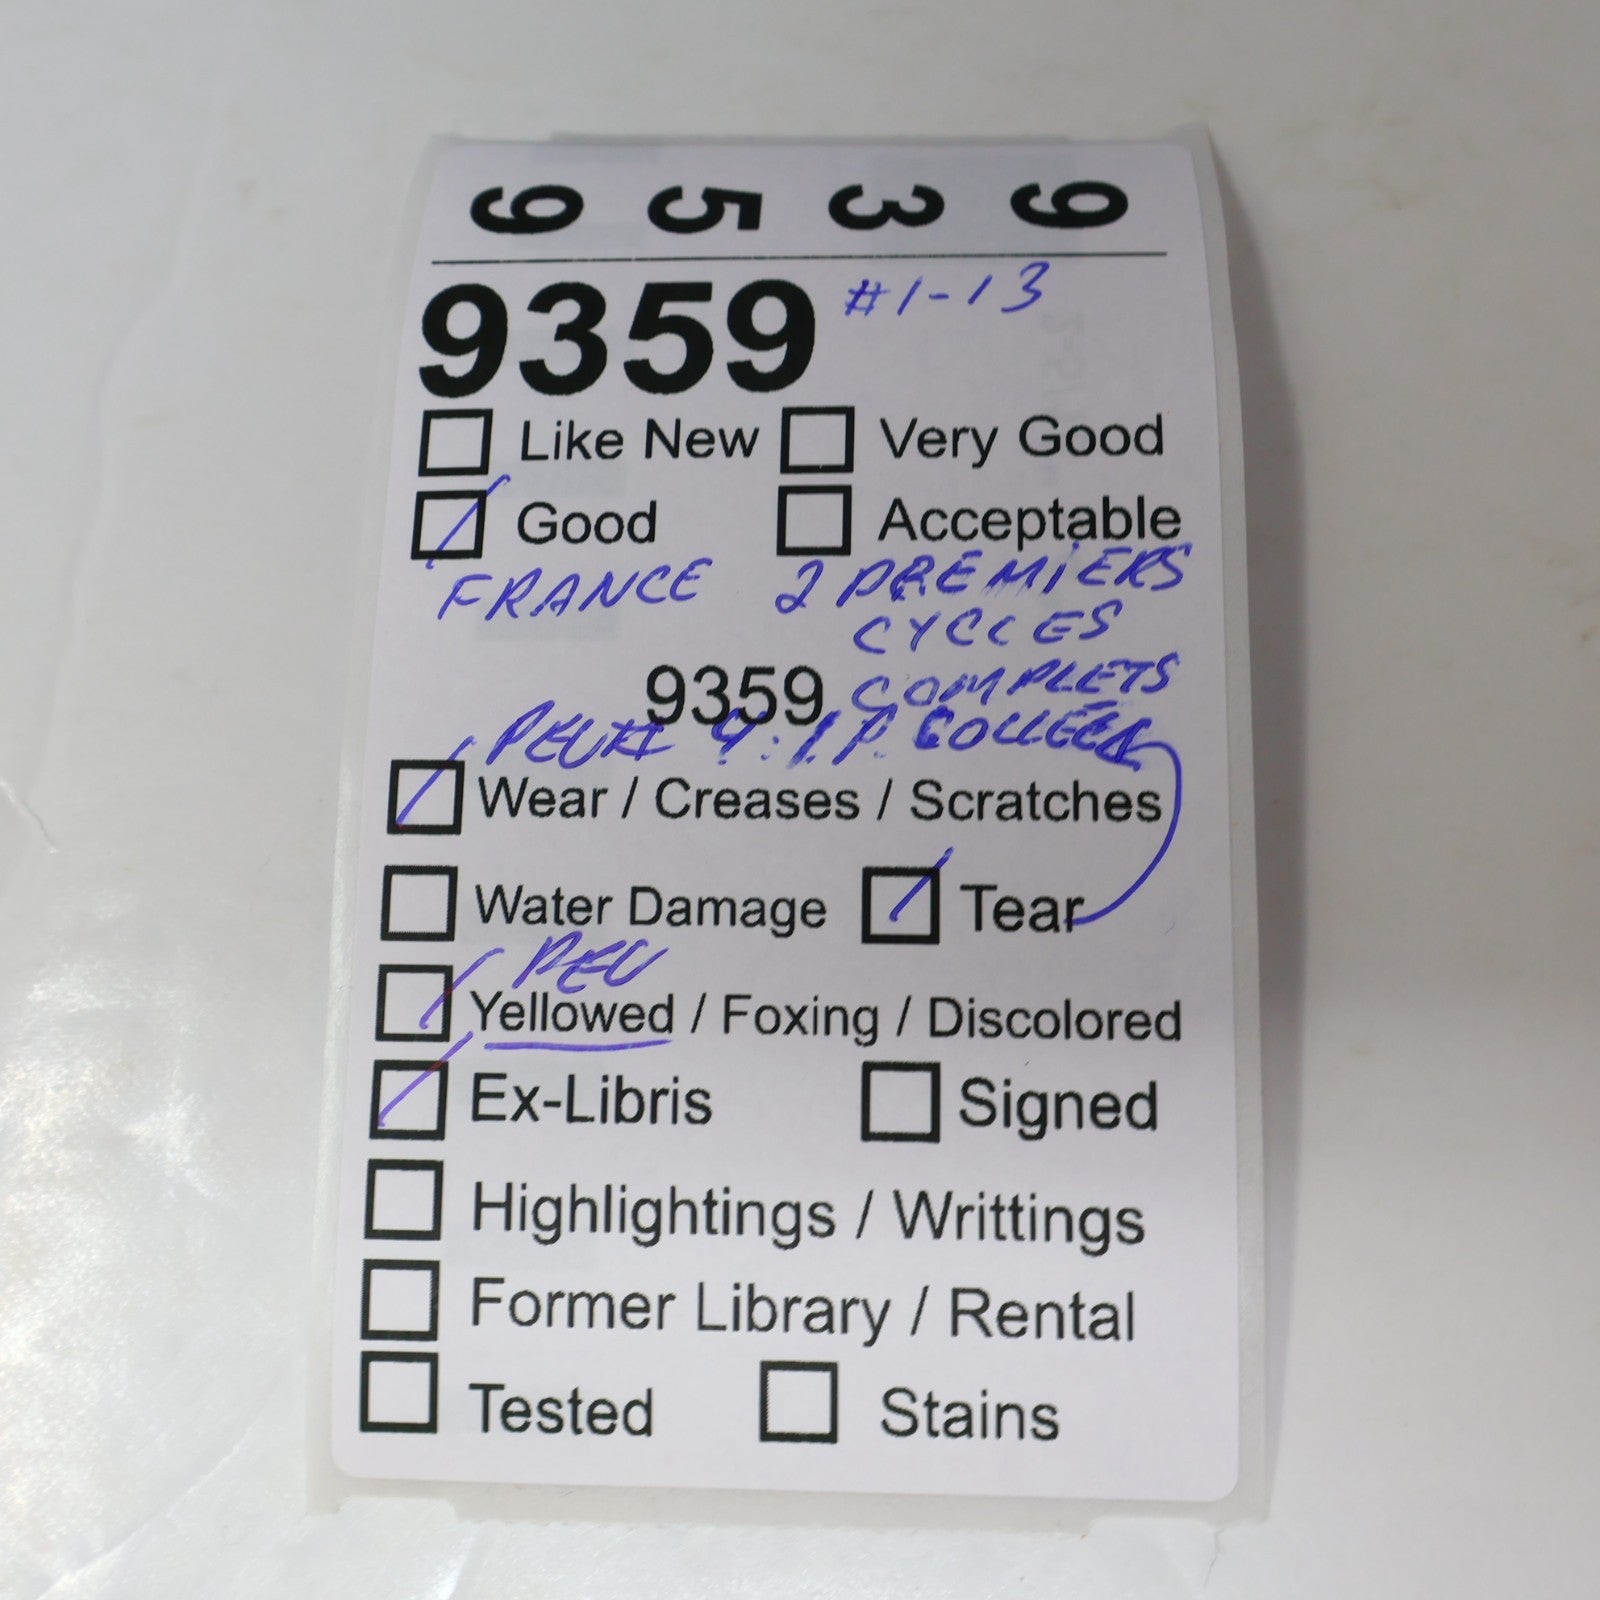 9 5 3 9
9359 #1-13
Like New Very Good
Good Acceptable
FRANCE 2 PREMIERS
CYCLES
9359 COMPLETS
1 P. COLLÉE
Wear / Creases / Scratches
Water Damage Tear
PEU
Yellowed / Foxing / Discolored
Ex-Libris Signed
Highlightings / Writtings
Former Library / Rental
Tested Stains